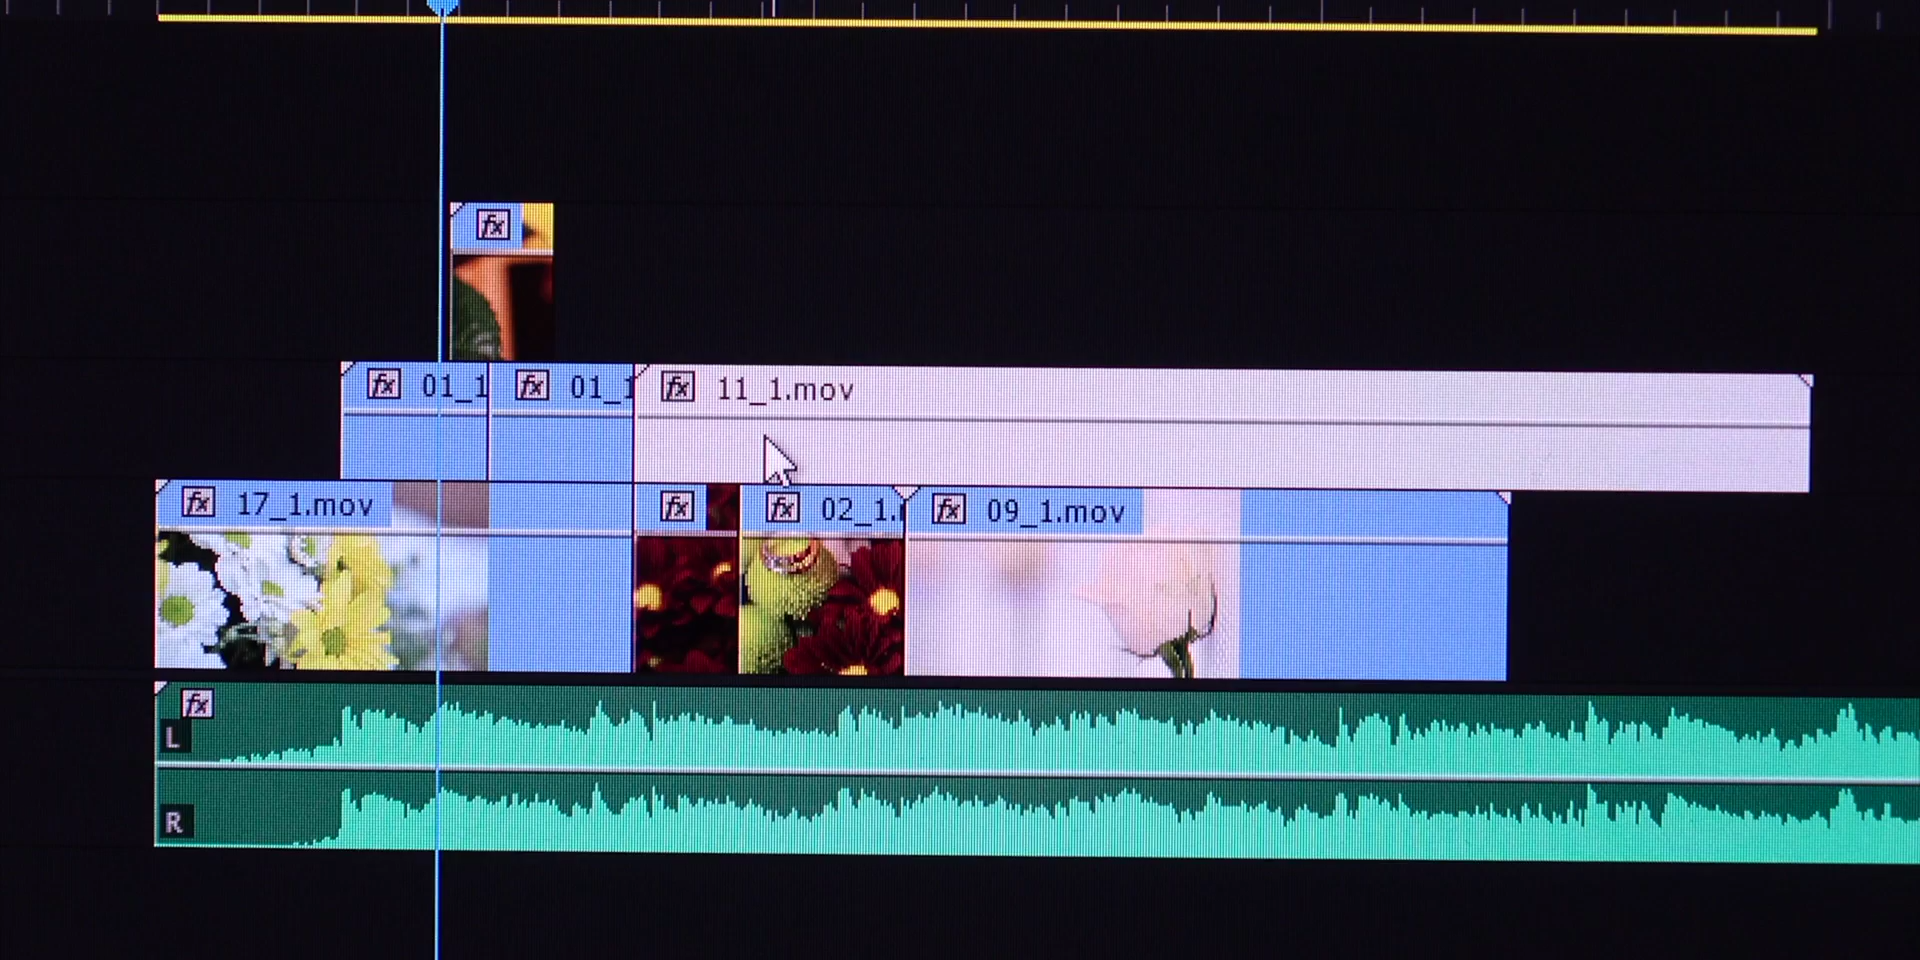 fx
fx 01_1 fx 01_1 fx 11_1.mov
fx 17_1.mov fx fx 02_1. fx 09_1.mov
fx
L
R